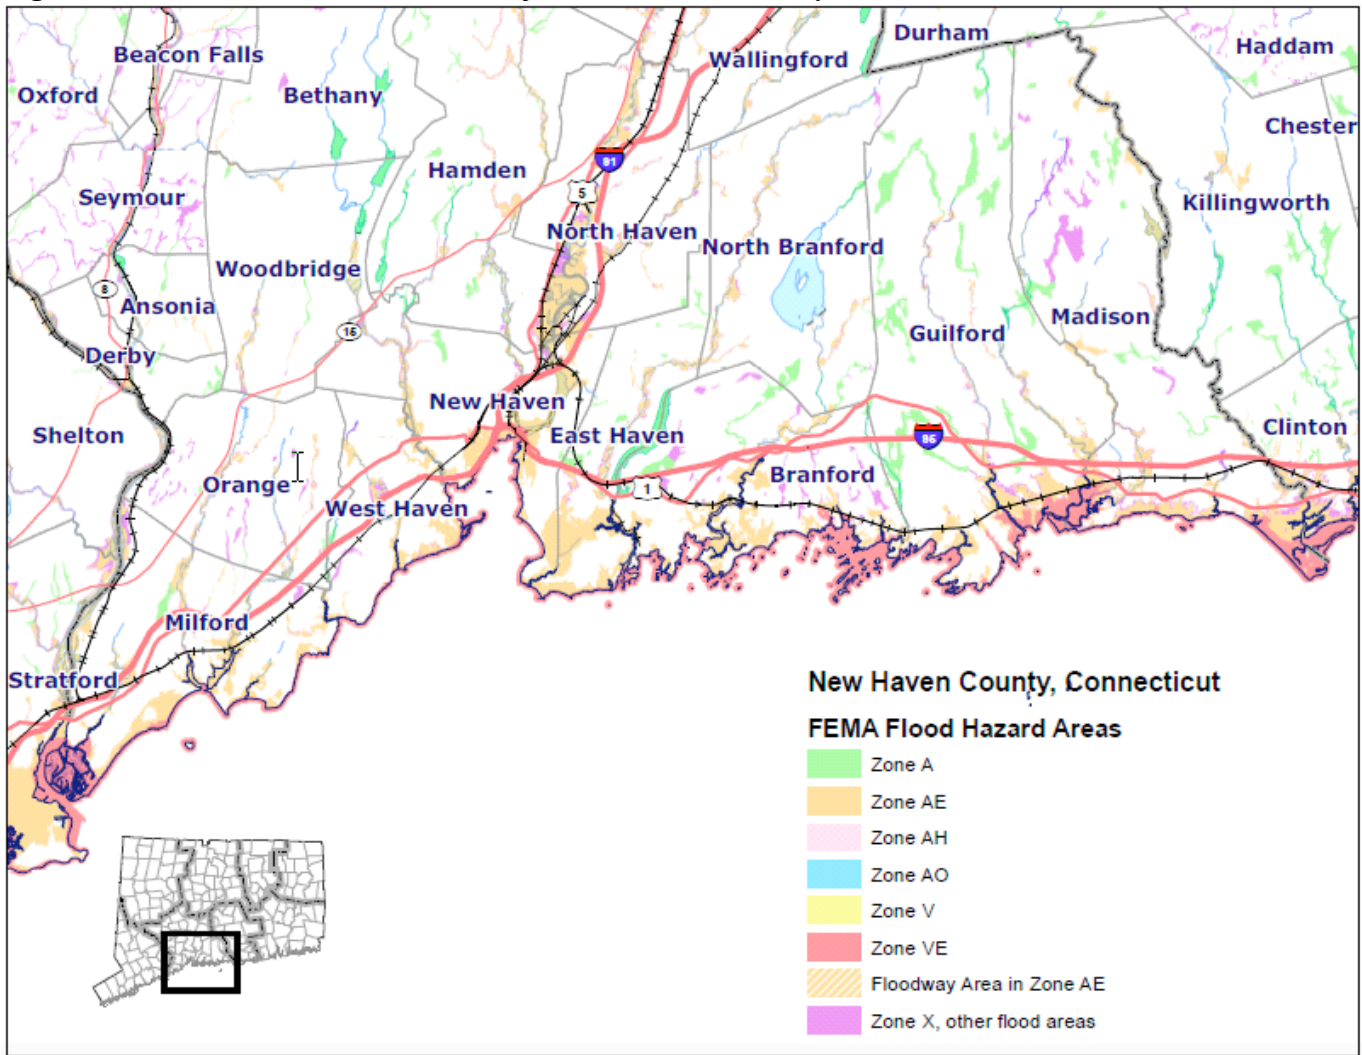 Durham
Beacon Falls
Wallingford
Haddam
Oxford
Bethany
Chester
91
Hamden
Seymour
5
Killingworth
North Haven
North Branford
Woodbridge
8
Ansonia
Madison
15
Guilford
Derby
New Haven
Shelton
East Haven
86
Clinton
Branford
Orange
1
West Haven
Milford
Stratford
New Haven County, Connecticut
FEMA Flood Hazard Areas
Zone A
Zone AE
Zone AH
Zone AO
Zone V
Zone VE
Floodway Area in Zone AE
Zone X, other flood areas